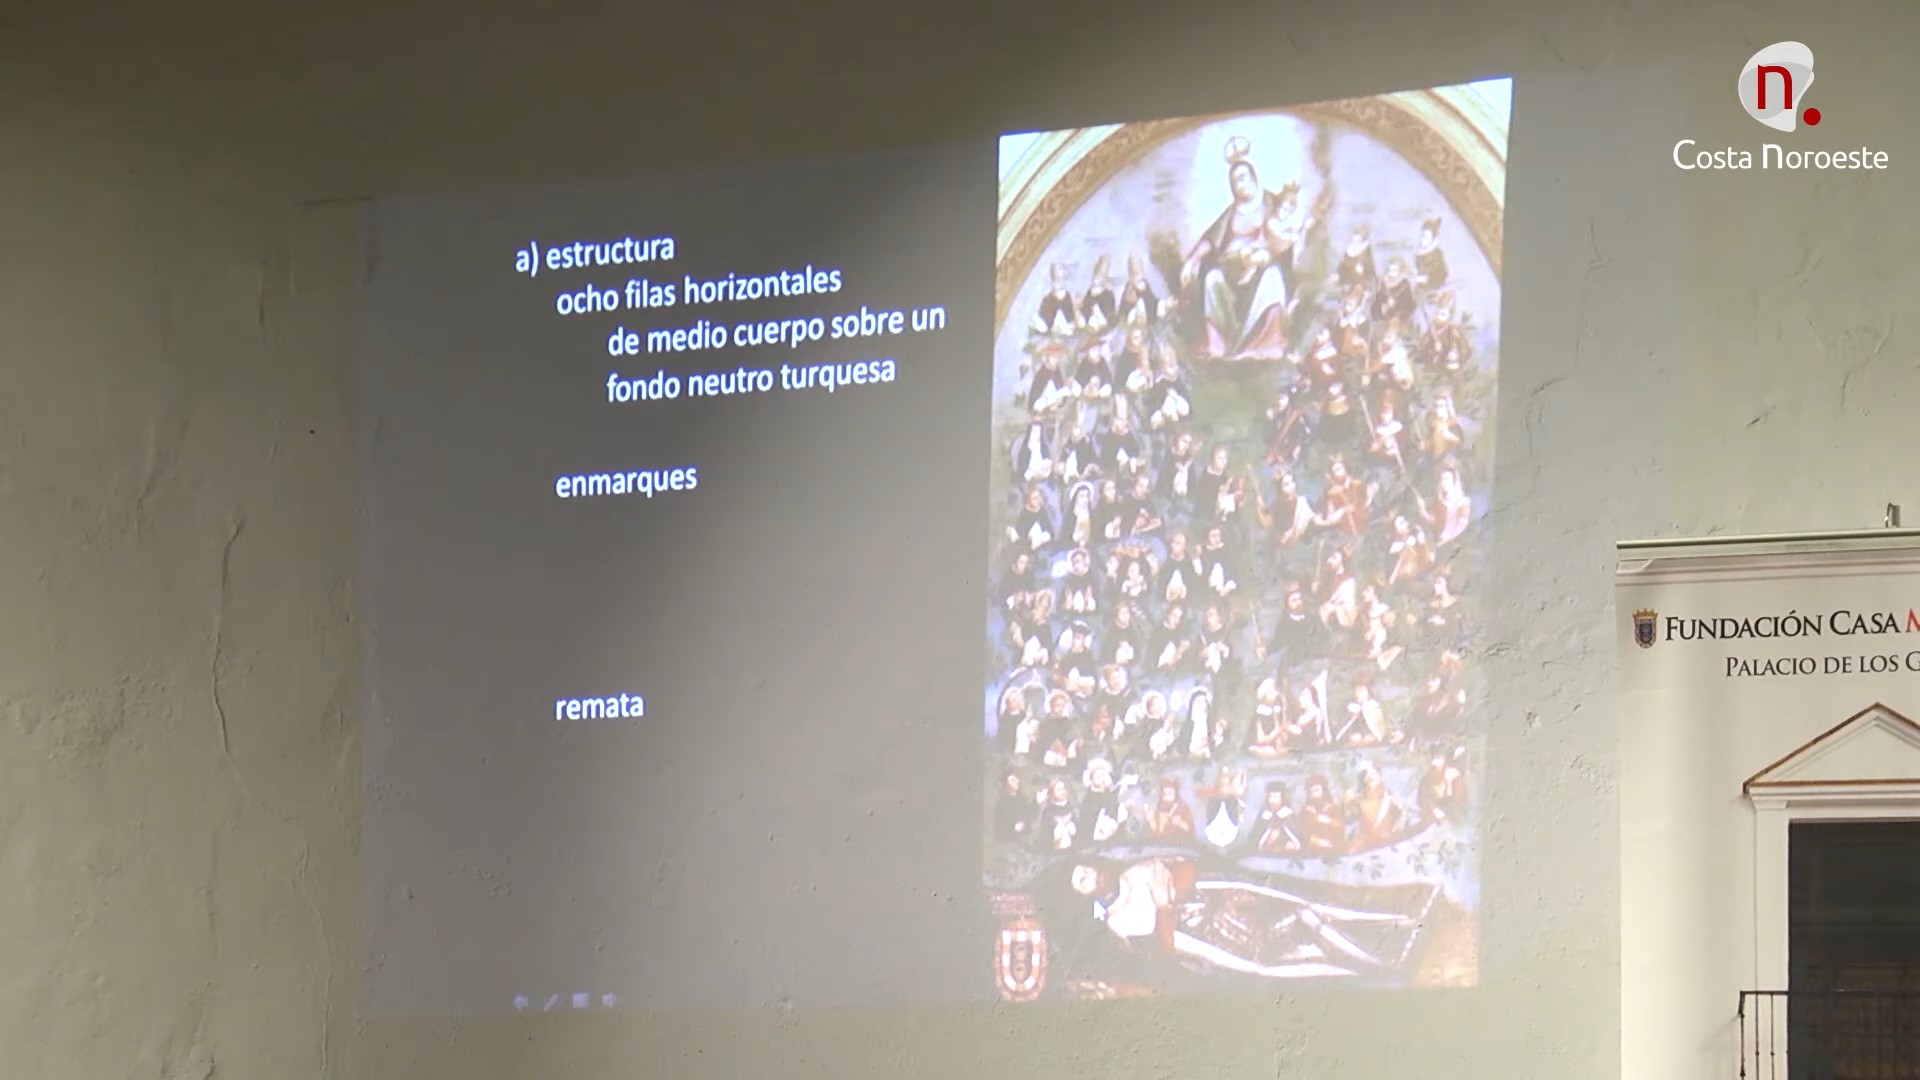 a) estructura
ocho filas horizontales
de medio cuerpo sobre un
fondo neutro turquesa
enmarques
remata
n.
Costa Noroeste
FUNDACIÓN CASA M
PALACIO DE LOS G